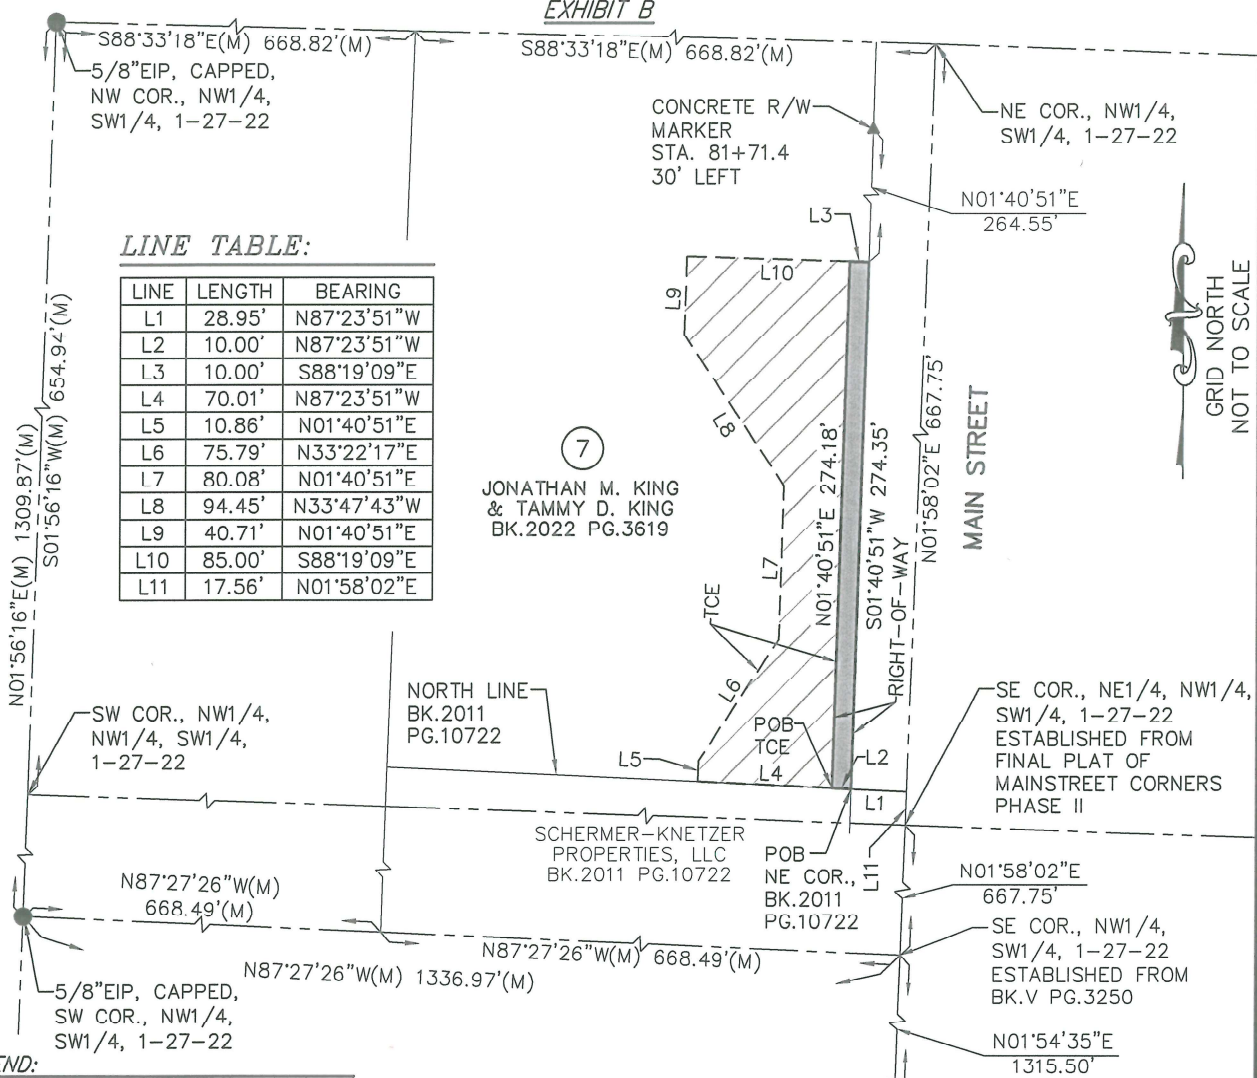 EXHIBIT B
S88°33'18"E(M) 668.82'(M)
S88°33'18"E(M) 668.82'(M)
5/8"EIP, CAPPED,
NW COR., NW1/4,
SW1/4, 1-27-22
CONCRETE R/W
MARKER
STA. 81+71.4
30' LEFT
NE COR., NW1/4,
SW1/4, 1-27-22
N01°40'51"E
264.55'
L3
LINE TABLE:
LINE LENGTH BEARING
L1 28.95' N87°23'51"W
L2 10.00' N87°23'51"W
L3 10.00' S88°19'09"E
L4 70.01' N87°23'51"W
L5 10.86' N01°40'51"E
L6 75.79' N33°22'17"E
L7 80.08' N01°40'51"E
L8 94.45' N33°47'43"W
L9 40.71' N01°40'51"E
L10 85.00' S88°19'09"E
L11 17.56' N01°58'02"E
L10
L9
L8
L7
L6
GRID NORTH
NOT TO SCALE
N01°56'16"E(M) 1309.87'(M)
S01°56'16"W(M) 654.94'(M)
7
JONATHAN M. KING
& TAMMY D. KING
BK.2022 PG.3619
N01°40'51"E 274.18'
S01°40'51"W 274.35'
N01°58'02"E 667.75'
MAIN STREET
TCE
RIGHT-OF-WAY
NORTH LINE
BK.2011
PG.10722
SW COR., NW1/4,
NW1/4, SW1/4,
1-27-22
L5
POB
TCE
L4
L2
L1
SE COR., NE1/4, NW1/4,
SW1/4, 1-27-22
ESTABLISHED FROM
FINAL PLAT OF
MAINSTREET CORNERS
PHASE II
SCHERMER-KNETZER
PROPERTIES, LLC
BK.2011 PG.10722
POB
NE COR.,
BK.2011
PG.10722
L11
N01°58'02"E
667.75'
N87°27'26"W(M)
668.49'(M)
N87°27'26"W(M) 668.49'(M)
N87°27'26"W(M) 1336.97'(M)
SE COR., NW1/4,
SW1/4, 1-27-22
ESTABLISHED FROM
BK.V PG.3250
5/8"EIP, CAPPED,
SW COR., NW1/4,
SW1/4, 1-27-22
N01°54'35"E
1315.50'
END: